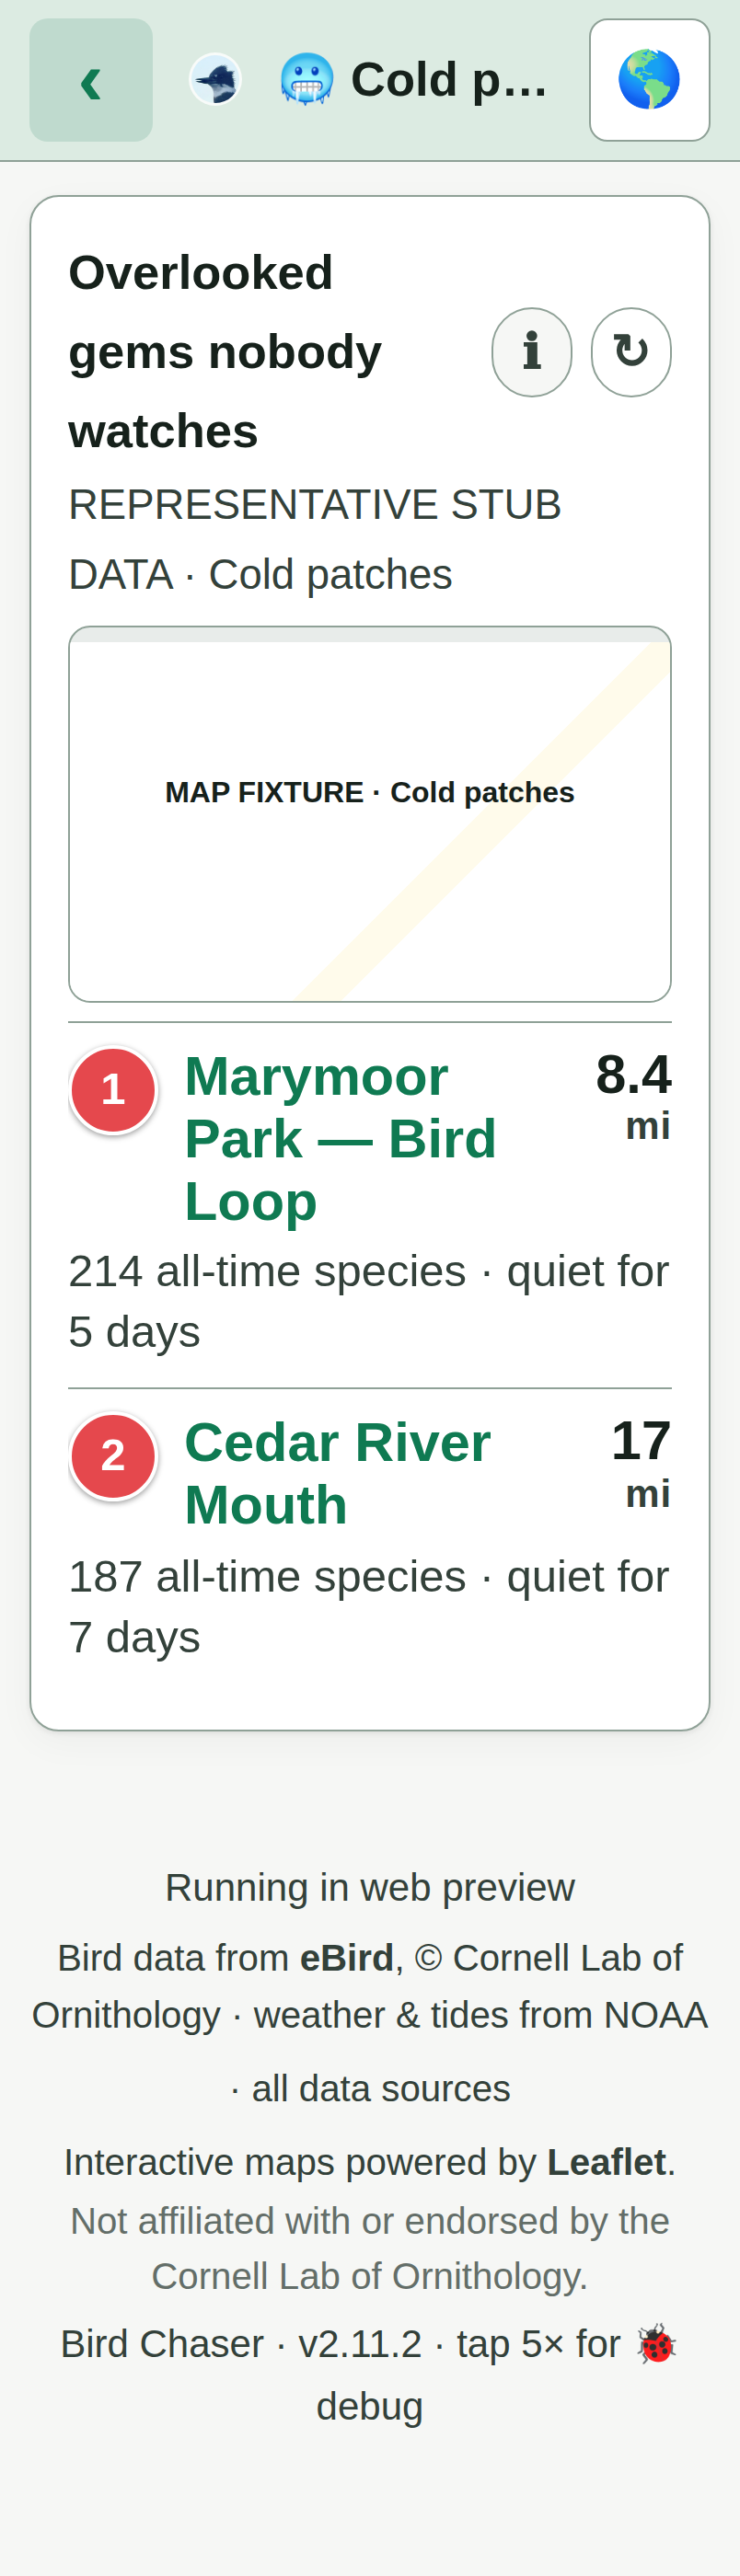 ‹ 🥶 Cold p… 🌎
Overlooked
gems nobody
watches
ℹ ↻
REPRESENTATIVE STUB
DATA · Cold patches
MAP FIXTURE · Cold patches
1 Marymoor 8.4
Park — Bird mi
Loop
214 all-time species · quiet for
5 days
2 Cedar River 17
Mouth mi
187 all-time species · quiet for
7 days
Running in web preview
Bird data from eBird, © Cornell Lab of
Ornithology · weather & tides from NOAA
· all data sources
Interactive maps powered by Leaflet.
Not affiliated with or endorsed by the
Cornell Lab of Ornithology.
Bird Chaser · v2.11.2 · tap 5× for 🐞
debug